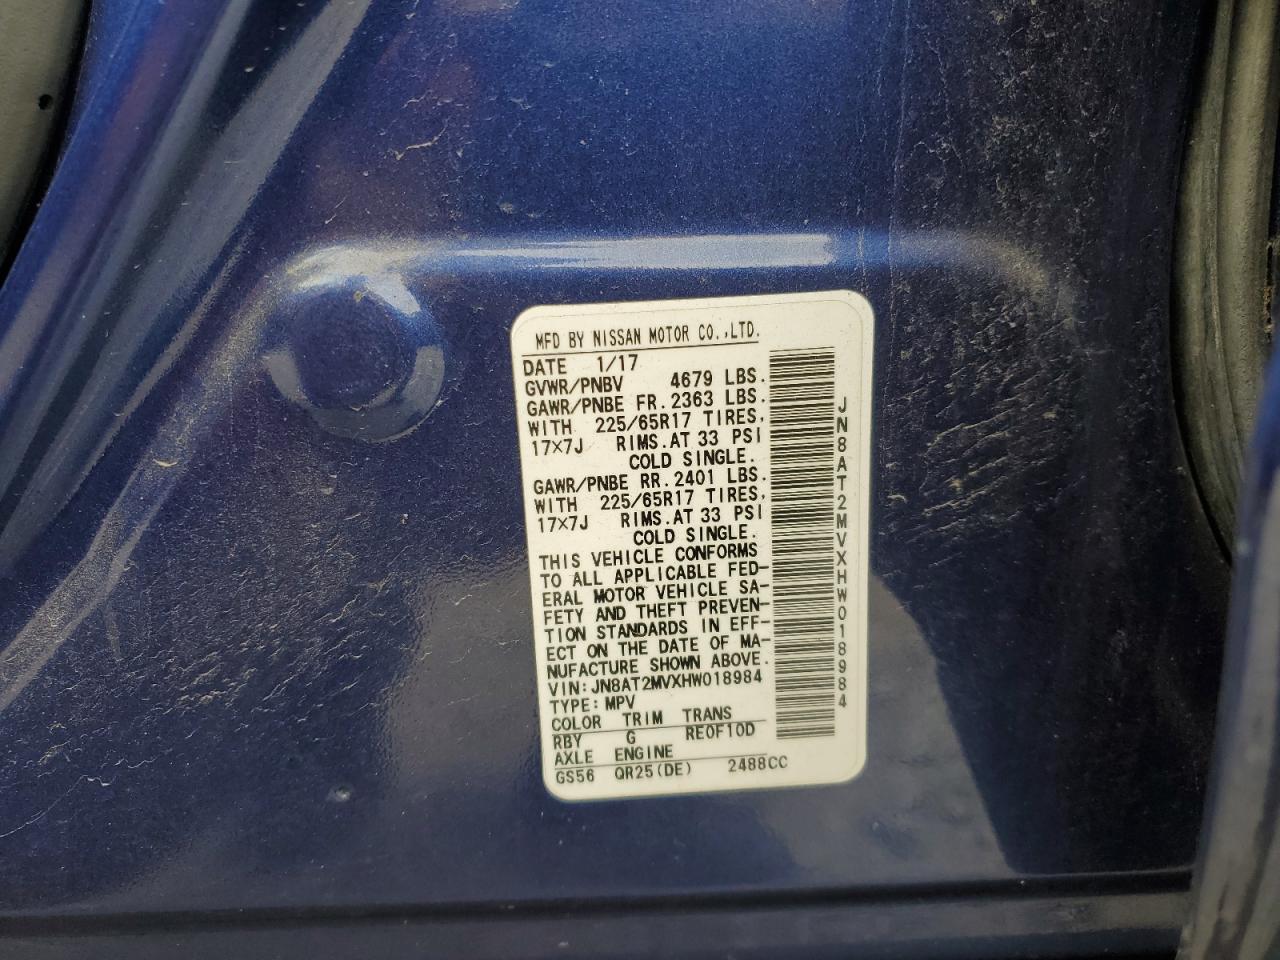 MFD BY NISSAN MOTOR CO.,LTD.
DATE 1/17
GVWR/PNBV 4679 LBS.
GAWR/PNBE FR. 2363 LBS.
WITH 225/65R17 TIRES,
17×7J RIMS. AT 33 PSI
COLD SINGLE.
GAWR/PNBE RR. 2401 LBS.
WITH 225/65R17 TIRES,
17×7J RIMS. AT 33 PSI
COLD SINGLE.
THIS VEHICLE CONFORMS
TO ALL APPLICABLE FED-
ERAL MOTOR VEHICLE SA-
FETY AND THEFT PREVEN-
TION STANDARDS IN EFF-
ECT ON THE DATE OF MA-
NUFACTURE SHOWN ABOVE.
VIN: JN8AT2MVXHW018984
TYPE: MPV
COLOR TRIM TRANS
RBY G RE0F10D
AXLE ENGINE
GS56 QR25(DE) 2488CC
JN8AT2MVXHW018984